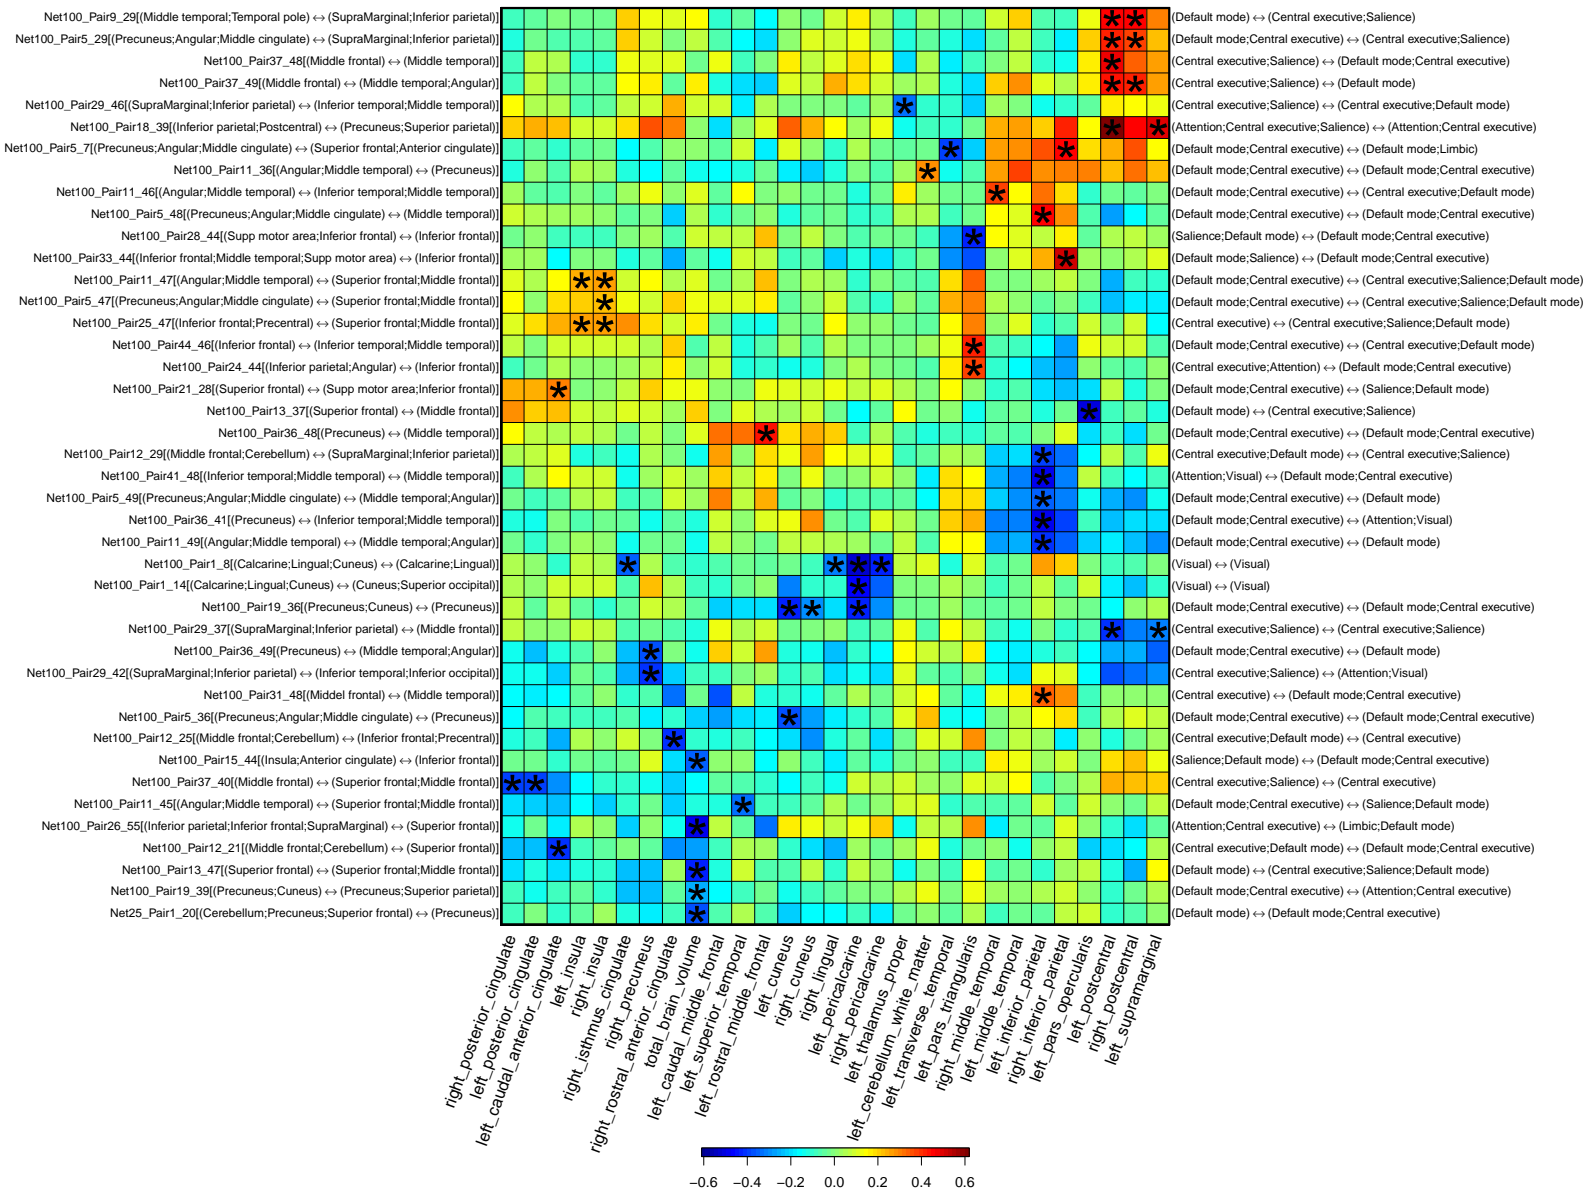 Net100_Pair9_29[(Middle temporal;Temporal pole) ↔ (SupraMarginal;Inferior parietal)] (Default mode) ↔ (Central executive;Salience)
Net100_Pair5_29[(Precuneus;Angular;Middle cingulate) ↔ (SupraMarginal;Inferior parietal)] (Default mode;Central executive) ↔ (Central executive;Salience)
Net100_Pair37_48[(Middle frontal) ↔ (Middle temporal)] (Central executive;Salience) ↔ (Default mode;Central executive)
Net100_Pair37_49[(Middle frontal) ↔ (Middle temporal;Angular)] (Central executive;Salience) ↔ (Default mode)
Net100_Pair29_46[(SupraMarginal;Inferior parietal) ↔ (Inferior temporal;Middle temporal)] (Central executive;Salience) ↔ (Central executive;Default mode)
Net100_Pair18_39[(Inferior parietal;Postcentral) ↔ (Precuneus;Superior parietal)] (Attention;Central executive;Salience) ↔ (Attention;Central executive)
Net100_Pair5_7[(Precuneus;Angular;Middle cingulate) ↔ (Superior frontal;Anterior cingulate)] (Default mode;Central executive) ↔ (Default mode;Limbic)
Net100_Pair11_36[(Angular;Middle temporal) ↔ (Precuneus)] (Default mode;Central executive) ↔ (Default mode;Central executive)
Net100_Pair11_46[(Angular;Middle temporal) ↔ (Inferior temporal;Middle temporal)] (Default mode;Central executive) ↔ (Central executive;Default mode)
Net100_Pair5_48[(Precuneus;Angular;Middle cingulate) ↔ (Middle temporal)] (Default mode;Central executive) ↔ (Default mode;Central executive)
Net100_Pair28_44[(Supp motor area;Inferior frontal) ↔ (Inferior frontal)] (Salience;Default mode) ↔ (Default mode;Central executive)
Net100_Pair33_44[(Inferior frontal;Middle temporal;Supp motor area) ↔ (Inferior frontal)] (Default mode;Salience) ↔ (Default mode;Central executive)
Net100_Pair11_47[(Angular;Middle temporal) ↔ (Superior frontal;Middle frontal)] (Default mode;Central executive) ↔ (Central executive;Salience;Default mode)
Net100_Pair5_47[(Precuneus;Angular;Middle cingulate) ↔ (Superior frontal;Middle frontal)] (Default mode;Central executive) ↔ (Central executive;Salience;Default mode)
Net100_Pair25_47[(Inferior frontal;Precentral) ↔ (Superior frontal;Middle frontal)] (Central executive) ↔ (Central executive;Salience;Default mode)
Net100_Pair44_46[(Inferior frontal) ↔ (Inferior temporal;Middle temporal)] (Default mode;Central executive) ↔ (Central executive;Default mode)
Net100_Pair24_44[(Inferior parietal;Angular) ↔ (Inferior frontal)] (Central executive;Attention) ↔ (Default mode;Central executive)
Net100_Pair21_28[(Superior frontal) ↔ (Supp motor area;Inferior frontal)] (Default mode;Central executive) ↔ (Salience;Default mode)
Net100_Pair13_37[(Superior frontal) ↔ (Middle frontal)] (Default mode) ↔ (Central executive;Salience)
Net100_Pair36_48[(Precuneus) ↔ (Middle temporal)] (Default mode;Central executive) ↔ (Default mode;Central executive)
Net100_Pair12_29[(Middle frontal;Cerebellum) ↔ (SupraMarginal;Inferior parietal)] (Central executive;Default mode) ↔ (Central executive;Salience)
Net100_Pair41_48[(Inferior temporal;Middle temporal) ↔ (Middle temporal)] (Attention;Visual) ↔ (Default mode;Central executive)
Net100_Pair5_49[(Precuneus;Angular;Middle cingulate) ↔ (Middle temporal;Angular)] (Default mode;Central executive) ↔ (Default mode)
Net100_Pair36_41[(Precuneus) ↔ (Inferior temporal;Middle temporal)] (Default mode;Central executive) ↔ (Attention;Visual)
Net100_Pair11_49[(Angular;Middle temporal) ↔ (Middle temporal;Angular)] (Default mode;Central executive) ↔ (Default mode)
Net100_Pair1_8[(Calcarine;Lingual;Cuneus) ↔ (Calcarine;Lingual)] (Visual) ↔ (Visual)
Net100_Pair1_14[(Calcarine;Lingual;Cuneus) ↔ (Cuneus;Superior occipital)] (Visual) ↔ (Visual)
Net100_Pair19_36[(Precuneus;Cuneus) ↔ (Precuneus)] (Default mode;Central executive) ↔ (Default mode;Central executive)
Net100_Pair29_37[(SupraMarginal;Inferior parietal) ↔ (Middle frontal)] (Central executive;Salience) ↔ (Central executive;Salience)
Net100_Pair36_49[(Precuneus) ↔ (Middle temporal;Angular)] (Default mode;Central executive) ↔ (Default mode)
Net100_Pair29_42[(SupraMarginal;Inferior parietal) ↔ (Inferior temporal;Inferior occipital)] (Central executive;Salience) ↔ (Attention;Visual)
Net100_Pair31_48[(Middel frontal) ↔ (Middle temporal)] (Central executive) ↔ (Default mode;Central executive)
Net100_Pair5_36[(Precuneus;Angular;Middle cingulate) ↔ (Precuneus)] (Default mode;Central executive) ↔ (Default mode;Central executive)
Net100_Pair12_25[(Middle frontal;Cerebellum) ↔ (Inferior frontal;Precentral)] (Central executive;Default mode) ↔ (Central executive)
Net100_Pair15_44[(Insula;Anterior cingulate) ↔ (Inferior frontal)] (Salience;Default mode) ↔ (Default mode;Central executive)
Net100_Pair37_40[(Middle frontal) ↔ (Superior frontal;Middle frontal)] (Central executive;Salience) ↔ (Central executive)
Net100_Pair11_45[(Angular;Middle temporal) ↔ (Superior frontal;Middle frontal)] (Default mode;Central executive) ↔ (Salience;Default mode)
Net100_Pair26_55[(Inferior parietal;Inferior frontal;SupraMarginal) ↔ (Superior frontal)] (Attention;Central executive) ↔ (Limbic;Default mode)
Net100_Pair12_21[(Middle frontal;Cerebellum) ↔ (Superior frontal)] (Central executive;Default mode) ↔ (Default mode;Central executive)
Net100_Pair13_47[(Superior frontal) ↔ (Superior frontal;Middle frontal)] (Default mode) ↔ (Central executive;Salience;Default mode)
Net100_Pair19_39[(Precuneus;Cuneus) ↔ (Precuneus;Superior parietal)] (Default mode;Central executive) ↔ (Attention;Central executive)
Net25_Pair1_20[(Cerebellum;Precuneus;Superior frontal) ↔ (Precuneus)] (Default mode) ↔ (Default mode;Central executive)
right_posterior_cingulate
left_posterior_cingulate
left_caudal_anterior_cingulate
left_insula
right_insula
right_isthmus_cingulate
right_precuneus
right_rostral_anterior_cingulate
total_brain_volume
left_caudal_middle_frontal
left_superior_temporal
left_rostral_middle_frontal
left_cuneus
right_cuneus
right_lingual
left_pericalcarine
right_pericalcarine
left_thalamus_proper
left_cerebellum_white_matter
left_transverse_temporal
left_pars_triangularis
right_middle_temporal
left_middle_temporal
left_inferior_parietal
right_inferior_parietal
left_pars_opercularis
left_postcentral
right_postcentral
left_supramarginal
−0.6 −0.4 −0.2 0.0 0.2 0.4 0.6